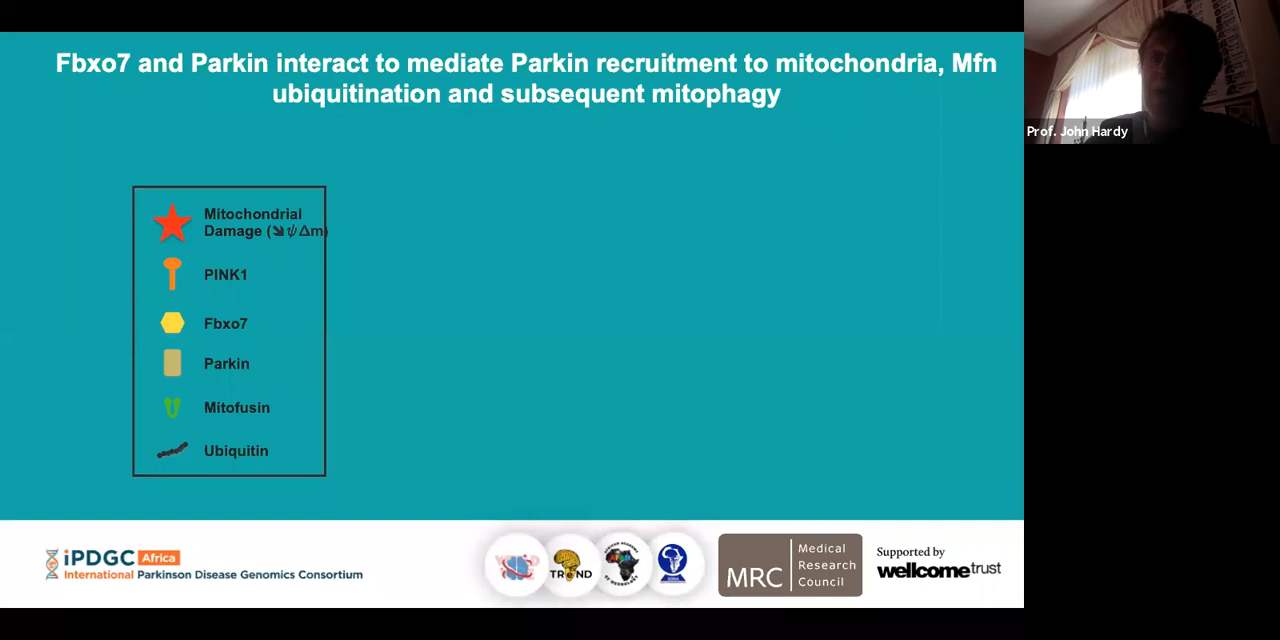 Fbxo7 and Parkin interact to mediate Parkin recruitment to mitochondria, Mfn
ubiquitination and subsequent mitophagy
Prof. John Hardy
Mitochondrial
Damage (⬊ψΔm)
PINK1
Fbxo7
Parkin
Mitofusin
Ubiquitin
iPDGC Africa
International Parkinson Disease Genomics Consortium
TReND
MRC
Medical
Research
Council
Supported by
wellcometrust